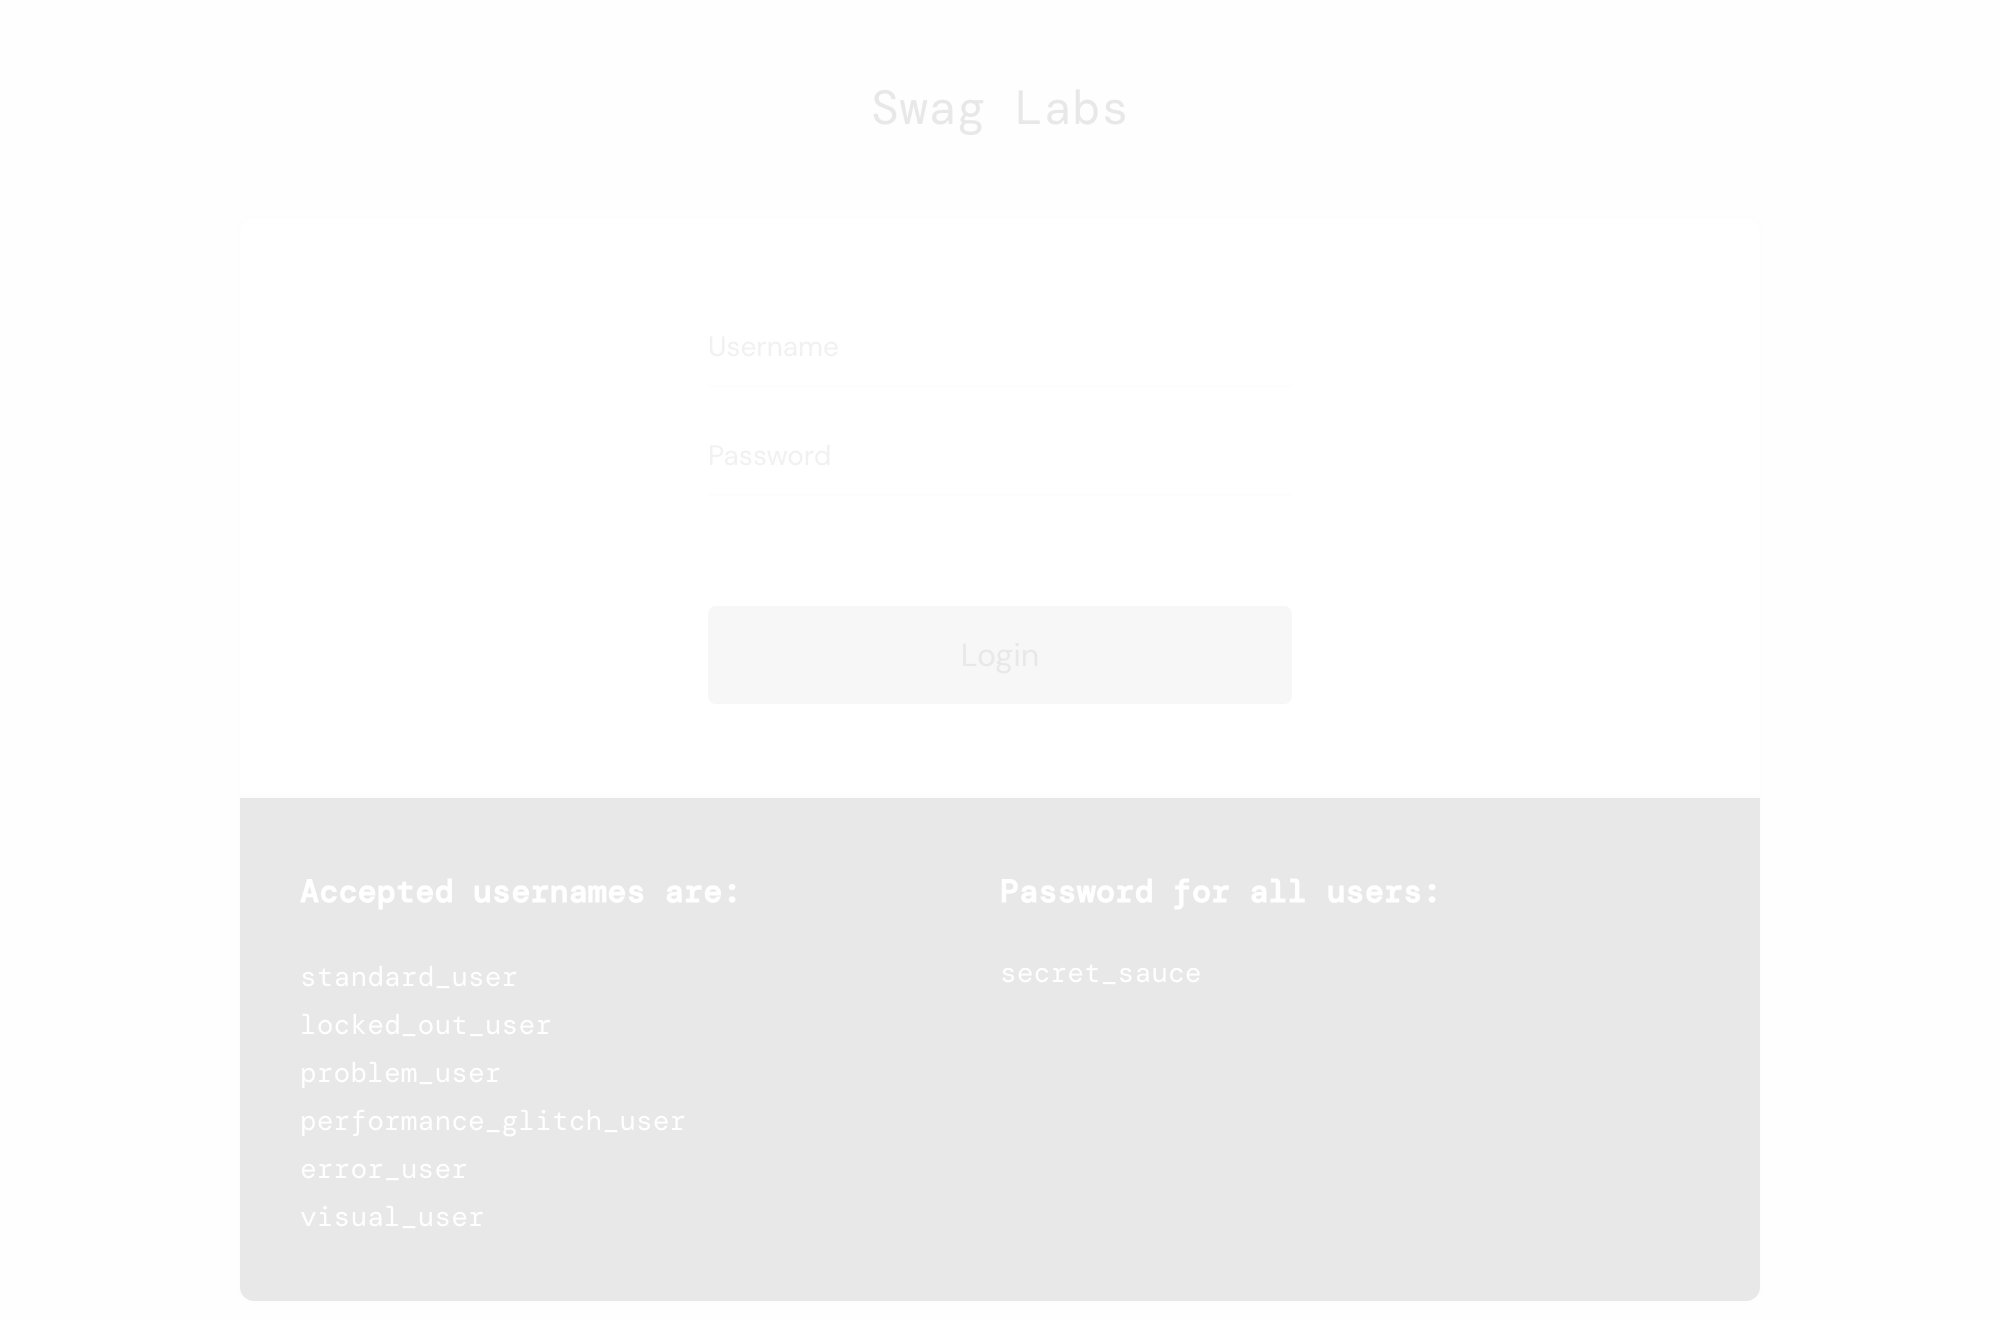 Swag Labs
Username
Password
Login
Accepted usernames are:
standard_user
locked_out_user
problem_user
performance_glitch_user
error_user
visual_user
Password for all users:
secret_sauce